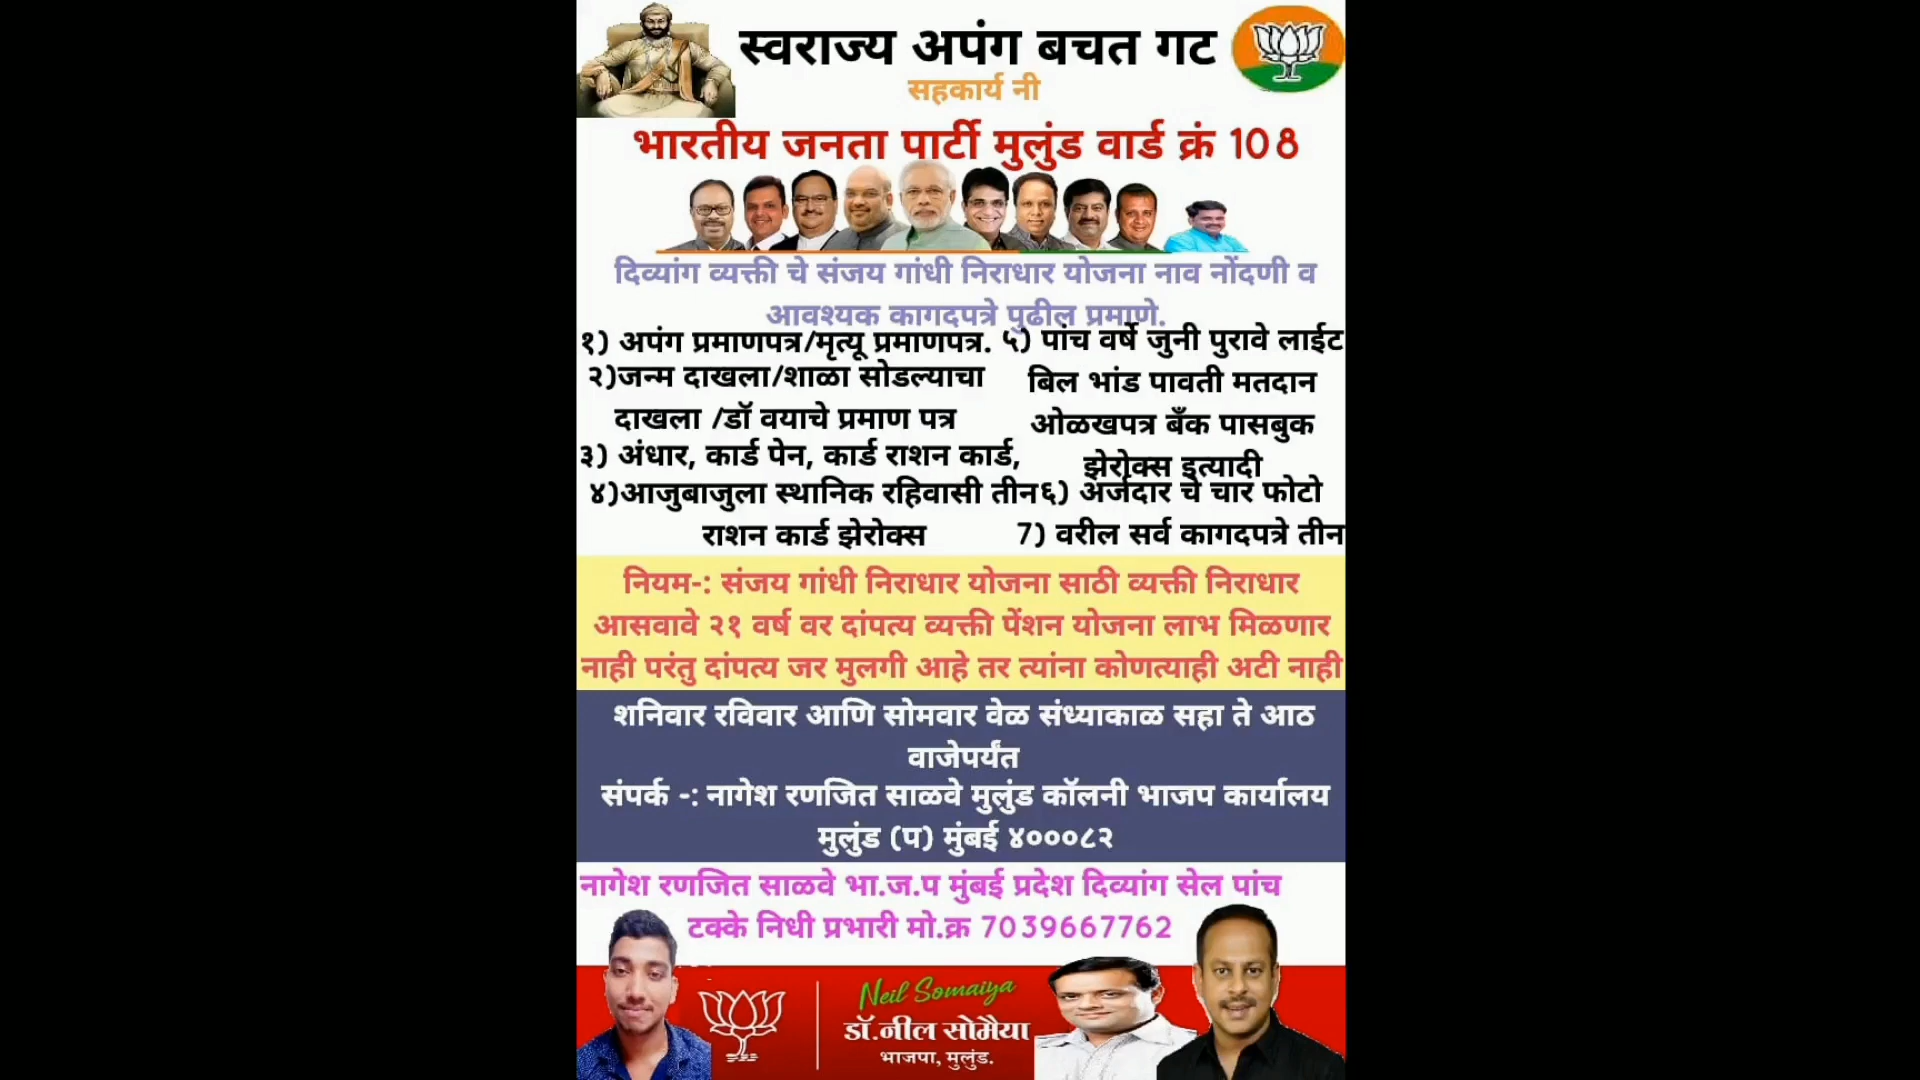 स्वराज्य अपंग बचत गट
सहकार्य नी
भारतीय जनता पार्टी मुलुंड वार्ड क्रं 108
दिव्यांग व्यक्ती चे संजय गांधी निराधार योजना नाव नोंदणी व
आवश्यक कागदपत्रे पुढील प्रमाणे.
१) अपंग प्रमाणपत्र/मृत्यू प्रमाणपत्र.
२)जन्म दाखला/शाळा सोडल्याचा
दाखला /डॉ वयाचे प्रमाण पत्र
३) अंधार, कार्ड पेन, कार्ड राशन कार्ड,
४)आजुबाजुला स्थानिक रहिवासी तीन
राशन कार्ड झेरोक्स
५) पांच वर्षे जुनी पुरावे लाईट
बिल भांड पावती मतदान
ओळखपत्र बँक पासबुक
झेरोक्स इत्यादी
६) अर्जदार चे चार फोटो
7) वरील सर्व कागदपत्रे तीन
नियम-: संजय गांधी निराधार योजना साठी व्यक्ती निराधार
आसवावे २१ वर्ष वर दांपत्य व्यक्ती पेंशन योजना लाभ मिळणार
नाही परंतु दांपत्य जर मुलगी आहे तर त्यांना कोणत्याही अटी नाही
शनिवार रविवार आणि सोमवार वेळ संध्याकाळ सहा ते आठ
वाजेपर्यंत
संपर्क -: नागेश रणजित साळवे मुलुंड कॉलनी भाजप कार्यालय
मुलुंड (प) मुंबई ४०००८२
नागेश रणजित साळवे भा.ज.प मुंबई प्रदेश दिव्यांग सेल पांच
टक्के निधी प्रभारी मो.क्र 7039667762
Neil Somaiya
डॉ.नील सोमैया
भाजपा, मुलुंड.